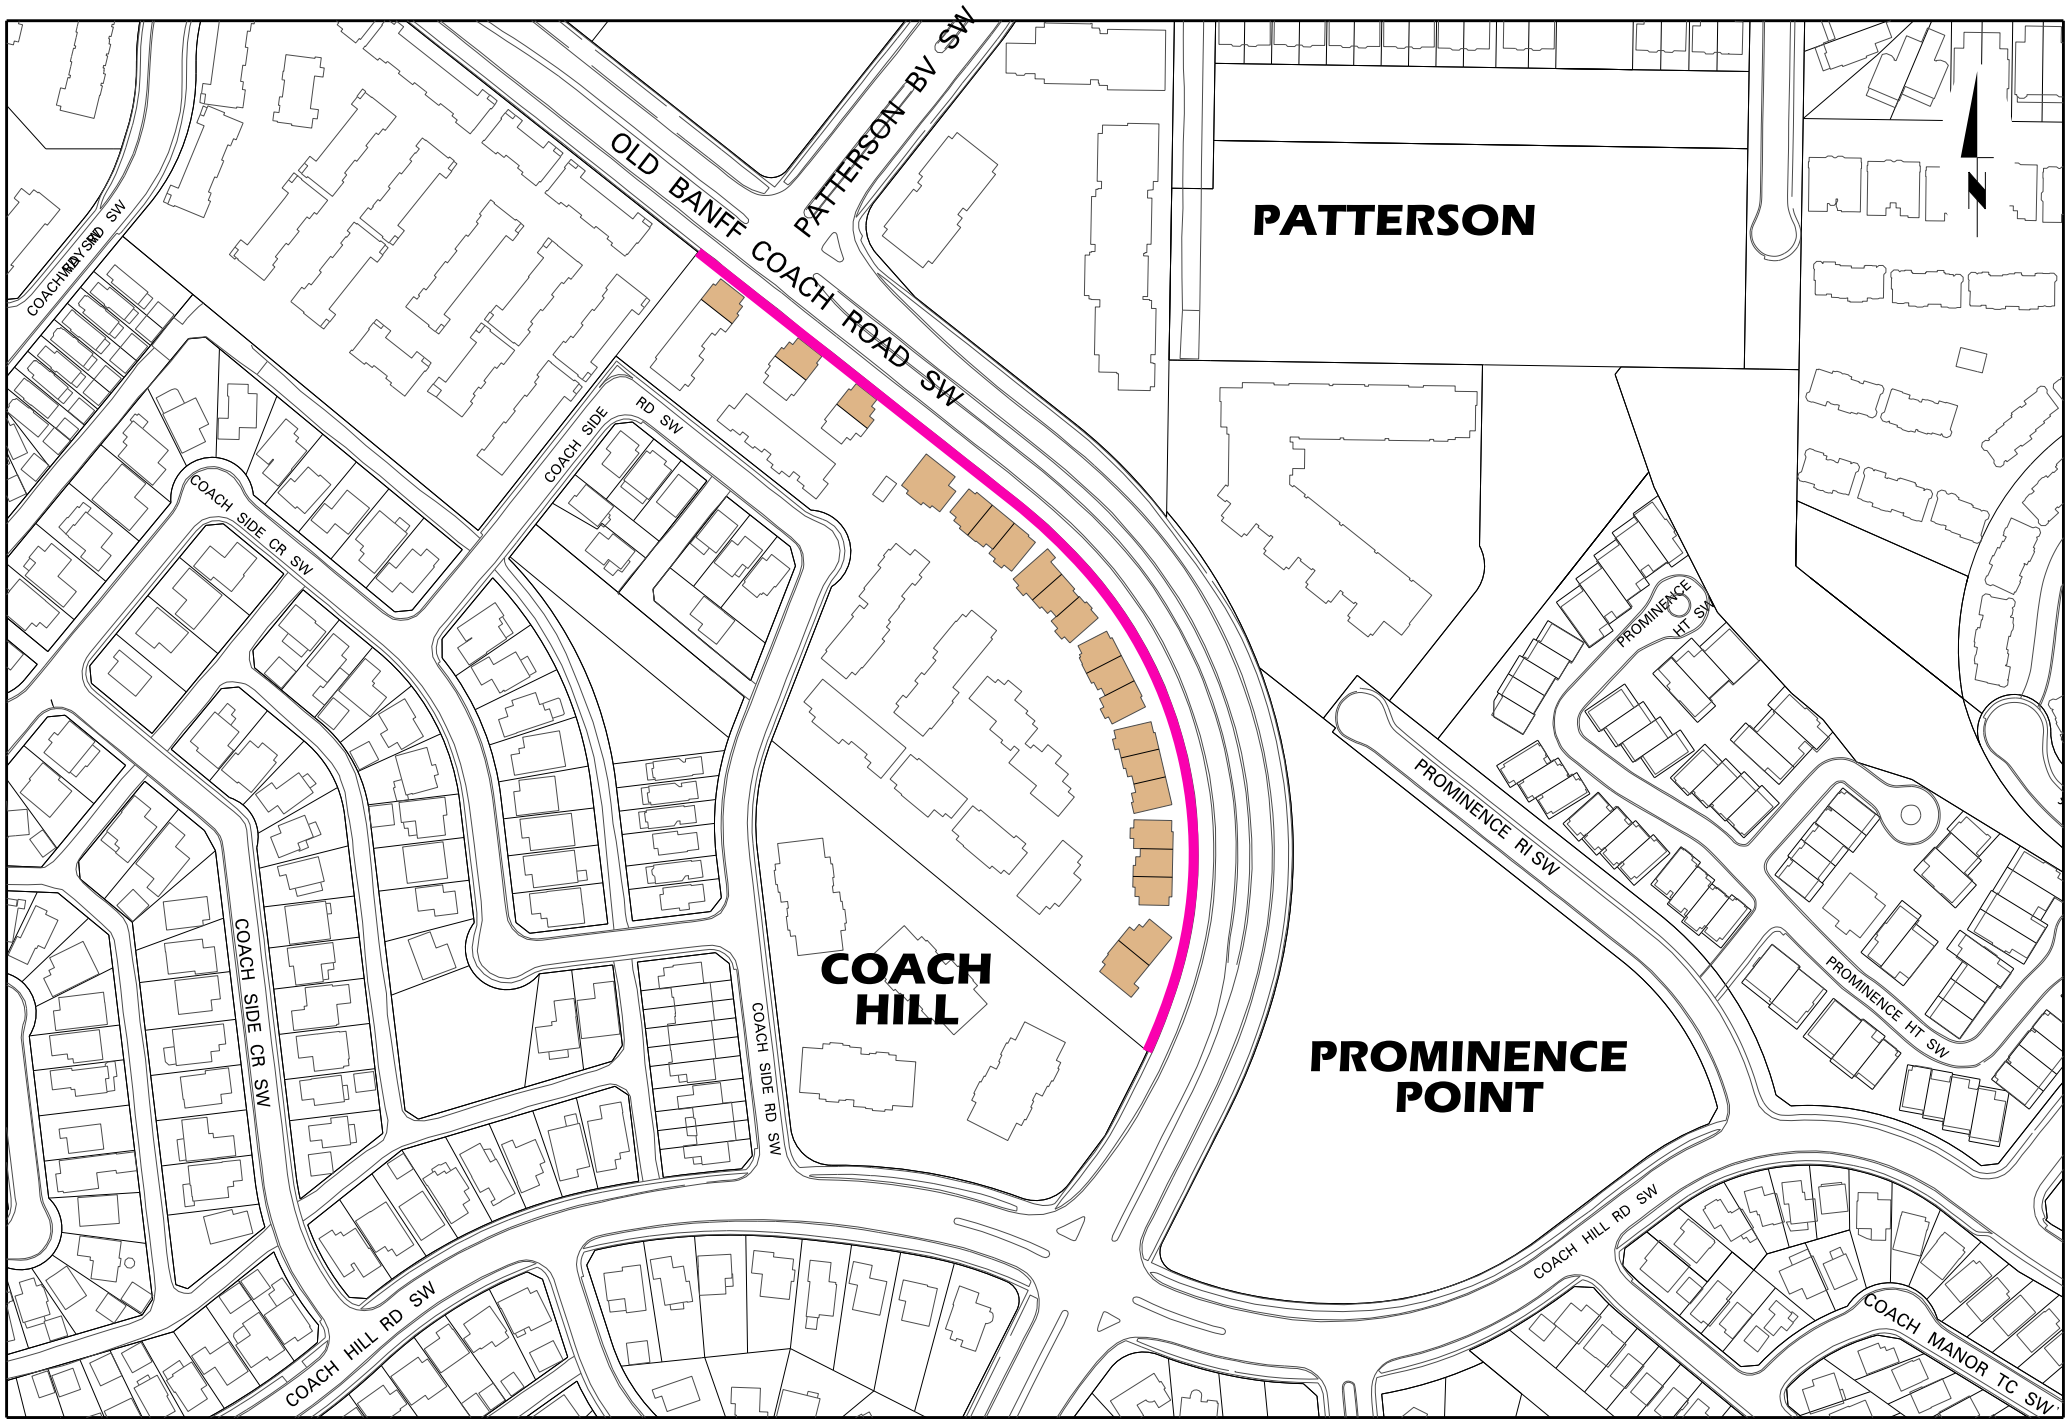 PATTERSON BV SW
OLD BANFF COACH ROAD SW
PATTERSON
N
COACH SIDE
RD SW
COACH SIDE CR SW
PROMINENCE
HT SW
PROMINENCE RI SW
COACH SIDE CR SW
COACH
HILL
PROMINENCE HT SW
COACH SIDE RD SW
PROMINENCE
POINT
COACH HILL RD SW
COACH HILL RD SW
COACH MANOR TC SW